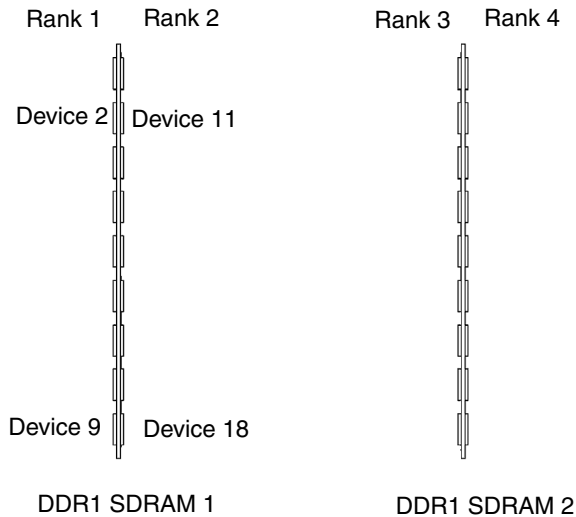 Rank 1 Rank 2 Rank 3 Rank 4
Device 2 Device 11
Device 9 Device 18
DDR1 SDRAM 1 DDR1 SDRAM 2